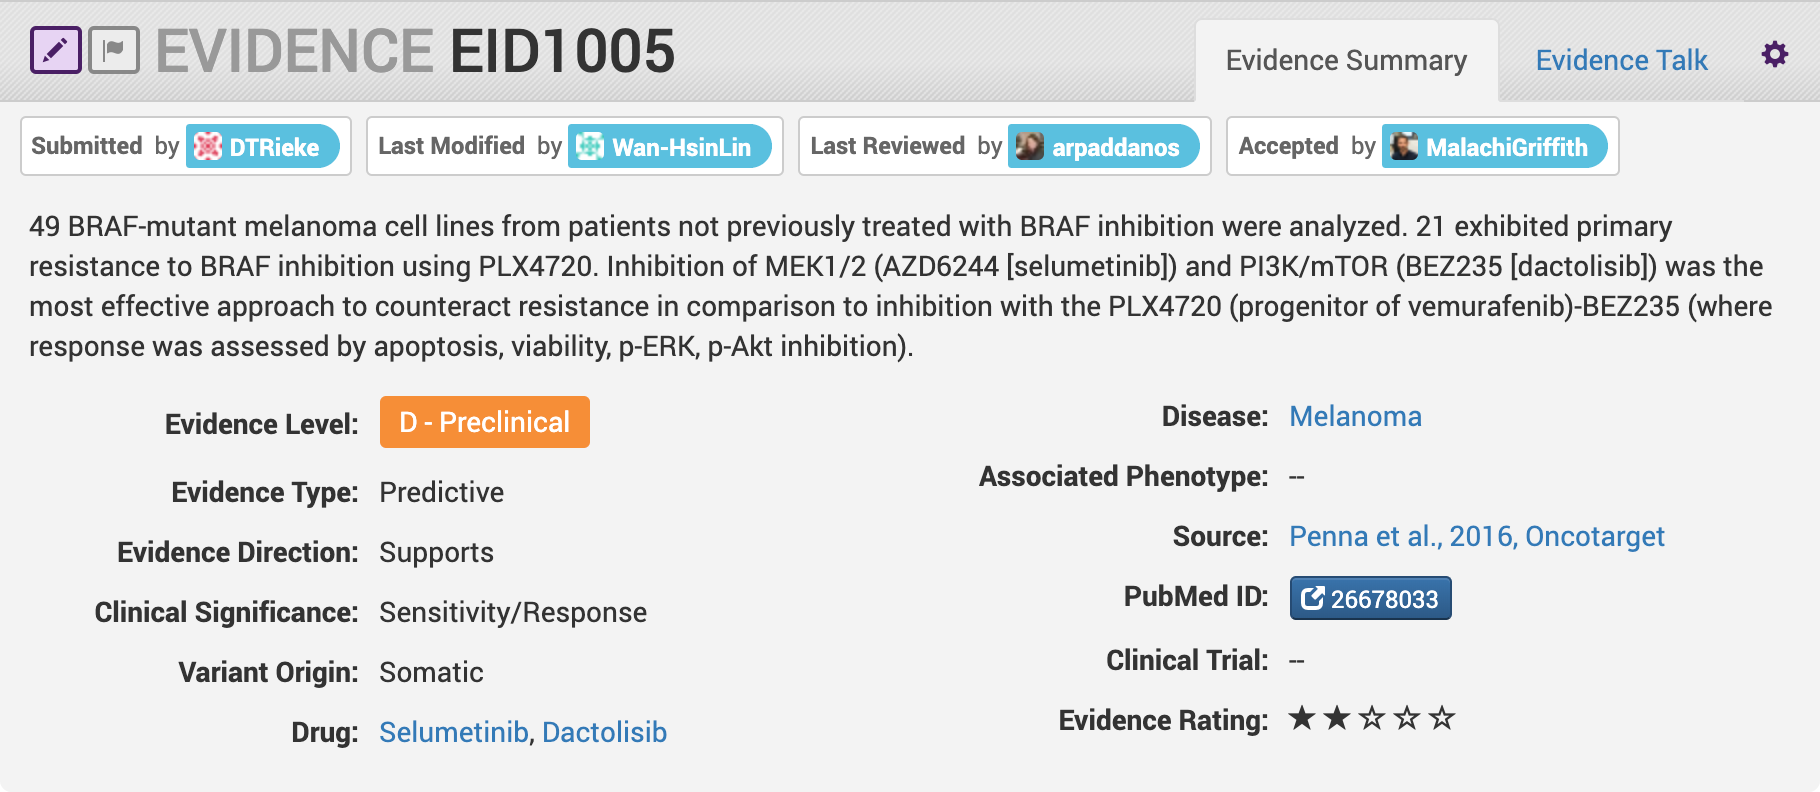 EVIDENCE EID1005
Evidence Summary
Evidence Talk
Submitted by DTRieke
Last Modified by Wan-HsinLin
Last Reviewed by arpaddanos
Accepted by MalachiGriffith
49 BRAF-mutant melanoma cell lines from patients not previously treated with BRAF inhibition were analyzed. 21 exhibited primary
resistance to BRAF inhibition using PLX4720. Inhibition of MEK1/2 (AZD6244 [selumetinib]) and PI3K/mTOR (BEZ235 [dactolisib]) was the
most effective approach to counteract resistance in comparison to inhibition with the PLX4720 (progenitor of vemurafenib)-BEZ235 (where
response was assessed by apoptosis, viability, p-ERK, p-Akt inhibition).
Evidence Level: D - Preclinical
Evidence Type: Predictive
Evidence Direction: Supports
Clinical Significance: Sensitivity/Response
Variant Origin: Somatic
Drug: Selumetinib, Dactolisib
Disease: Melanoma
Associated Phenotype: --
Source: Penna et al., 2016, Oncotarget
PubMed ID: 26678033
Clinical Trial: --
Evidence Rating: ★★☆☆☆